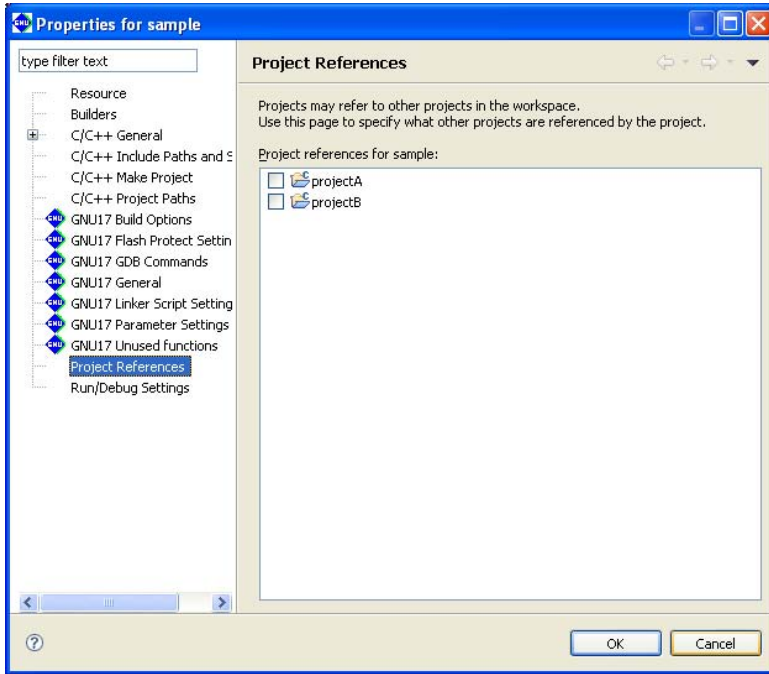 Properties for sample
type filter text
Resource
Builders
C/C++ General
C/C++ Include Paths and S
C/C++ Make Project
C/C++ Project Paths
GNU17 Build Options
GNU17 Flash Protect Settin
GNU17 GDB Commands
GNU17 General
GNU17 Linker Script Setting
GNU17 Parameter Settings
GNU17 Unused functions
Project References
Run/Debug Settings
Project References
Projects may refer to other projects in the workspace.
Use this page to specify what other projects are referenced by the project.
Project references for sample:
projectA
projectB
OK
Cancel